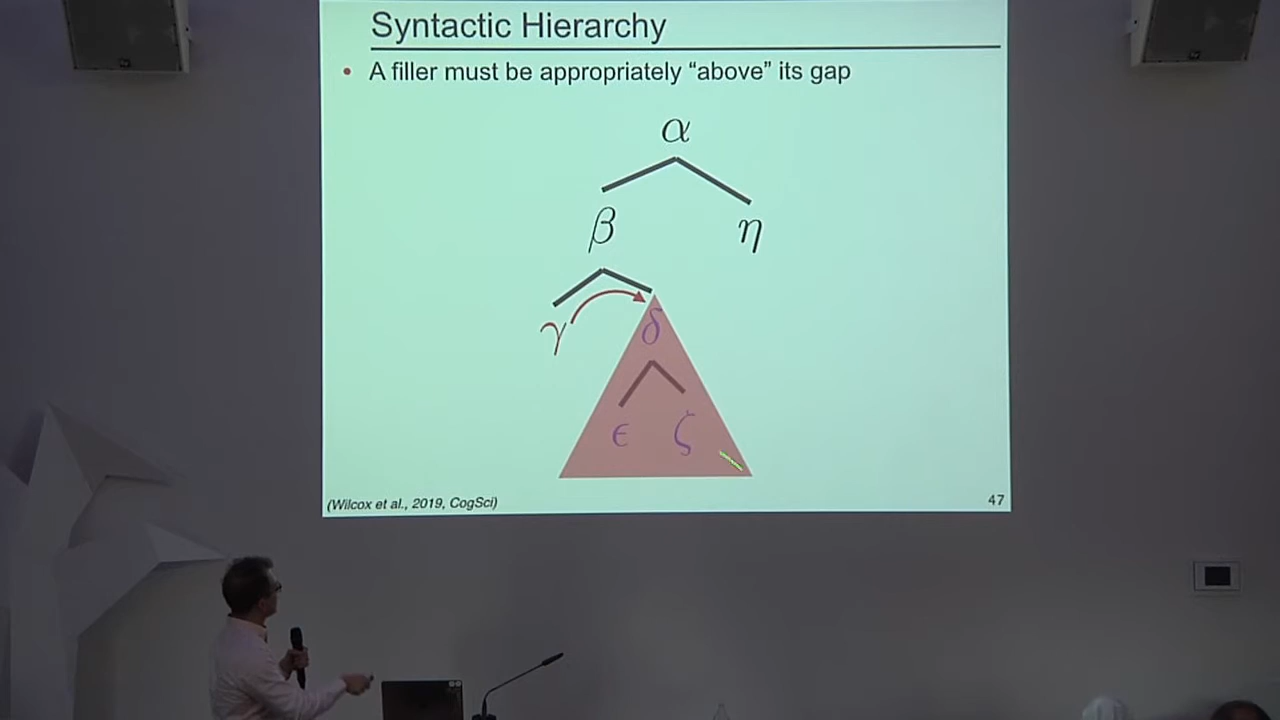 Syntactic Hierarchy
• A filler must be appropriately “above” its gap
α
β η
γ δ
ϵ ζ
(Wilcox et al., 2019, CogSci) 47